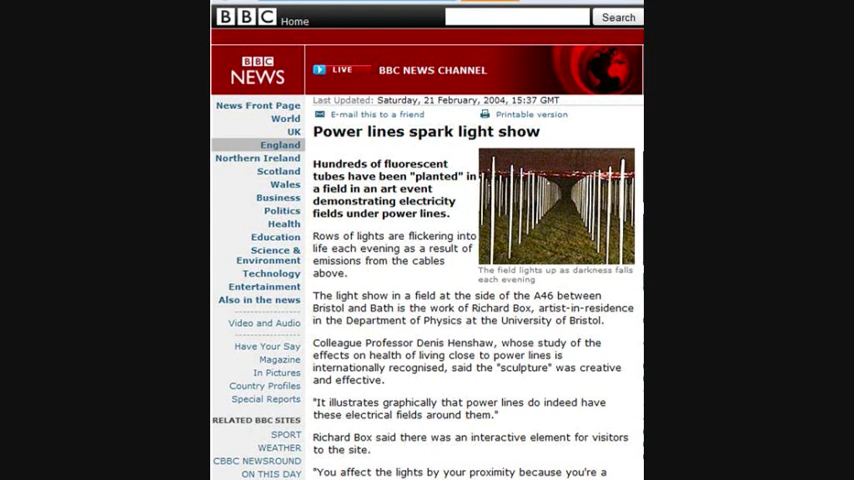 BBC Home
Search
BBC
NEWS
LIVE
BBC NEWS CHANNEL
News Front Page
World
UK
England
Northern Ireland
Scotland
Wales
Business
Politics
Health
Education
Science &
Environment
Technology
Entertainment
Also in the news
Video and Audio
Have Your Say
Magazine
In Pictures
Country Profiles
Special Reports
RELATED BBC SITES
SPORT
WEATHER
CBBC NEWSROUND
ON THIS DAY
Last Updated: Saturday, 21 February, 2004, 15:37 GMT
E-mail this to a friend
Printable version
Power lines spark light show
Hundreds of fluorescent
tubes have been "planted" in
a field in an art event
demonstrating electricity
fields under power lines.
Rows of lights are flickering into
life each evening as a result of
emissions from the cables
above.
The field lights up as darkness falls
each evening
The light show in a field at the side of the A46 between
Bristol and Bath is the work of Richard Box, artist-in-residence
in the Department of Physics at the University of Bristol.
Colleague Professor Denis Henshaw, whose study of the
effects on health of living close to power lines is
internationally recognised, said the "sculpture" was creative
and effective.
"It illustrates graphically that power lines do indeed have
these electrical fields around them."
Richard Box said there was an interactive element for visitors
to the site.
"You affect the lights by your proximity because you're a